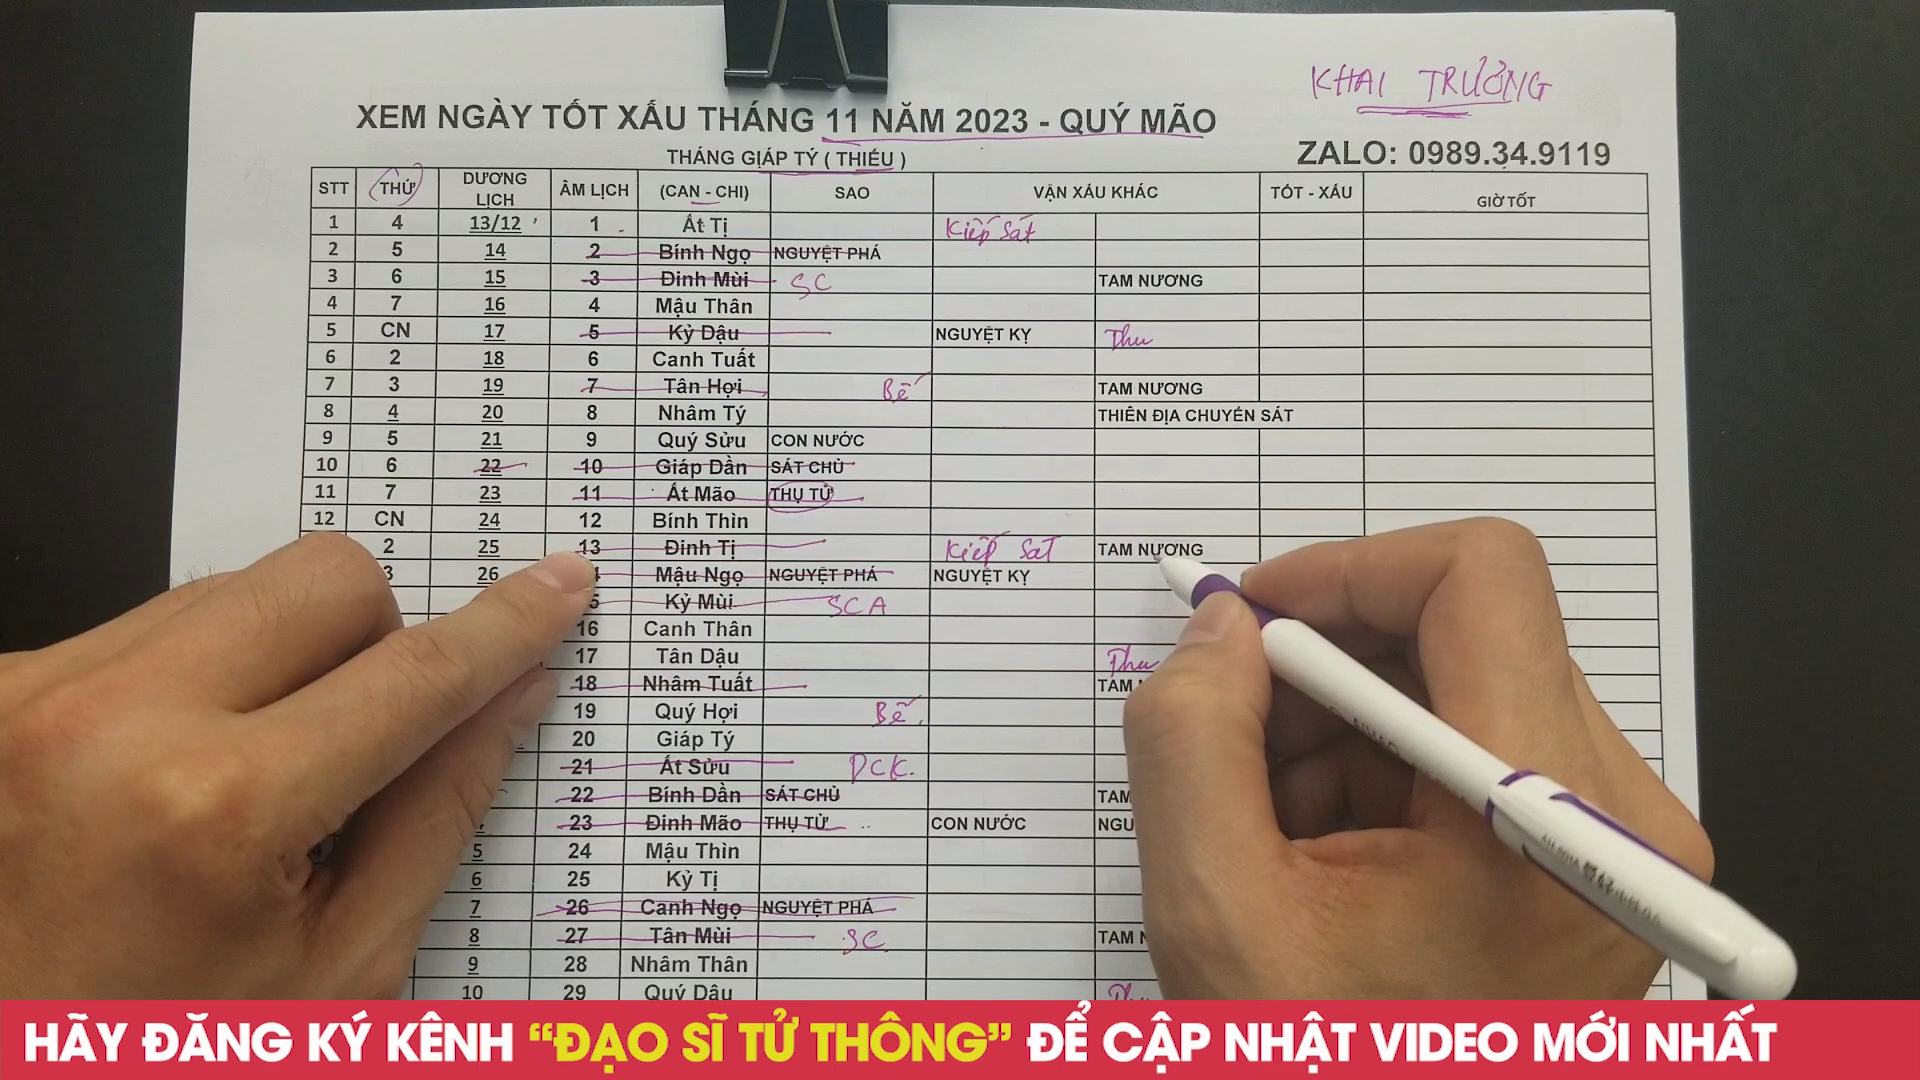 KHAI TRƯƠNG
XEM NGÀY TỐT XẤU THÁNG 11 NĂM 2023 - QUÝ MÃO
THÁNG GIÁP TÝ ( THIẾU )
ZALO: 0989.34.9119
STT THỨ DƯƠNG LỊCH ÂM LỊCH (CAN - CHI) SAO VẬN XẤU KHÁC TỐT - XẤU GIỜ TỐT
1 4 13/12 1 Ất Tị Kiếp Sát
2 5 14 2 Bính Ngọ NGUYỆT PHÁ
3 6 15 3 Đinh Mùi SC TAM NƯƠNG
4 7 16 4 Mậu Thân
5 CN 17 5 Kỷ Dậu NGUYỆT KỴ Thu
6 2 18 6 Canh Tuất
7 3 19 7 Tân Hợi Bế TAM NƯƠNG
8 4 20 8 Nhâm Tý THIÊN ĐỊA CHUYỂN SÁT
9 5 21 9 Quý Sửu CON NƯỚC
10 6 22 10 Giáp Dần SÁT CHỦ
11 7 23 11 Ất Mão THỤ TỬ
12 CN 24 12 Bính Thìn
2 25 13 Đinh Tị Kiếp Sát TAM NƯƠNG
3 26 Mậu Ngọ NGUYỆT PHÁ NGUYỆT KỴ
5 Kỷ Mùi SCA
16 Canh Thân
17 Tân Dậu Thu
18 Nhâm Tuất TAM
19 Quý Hợi Bế
20 Giáp Tý
21 Ất Sửu DCK.
22 Bính Dần SÁT CHỦ TAM
23 Đinh Mão THỤ TỬ CON NƯỚC NGU
5 24 Mậu Thìn
6 25 Kỷ Tị
7 26 Canh Ngọ NGUYỆT PHÁ
8 27 Tân Mùi SC TAM
9 28 Nhâm Thân
10 29 Quý Dậu
HÃY ĐĂNG KÝ KÊNH “ĐẠO SĨ TỬ THÔNG” ĐỂ CẬP NHẬT VIDEO MỚI NHẤT